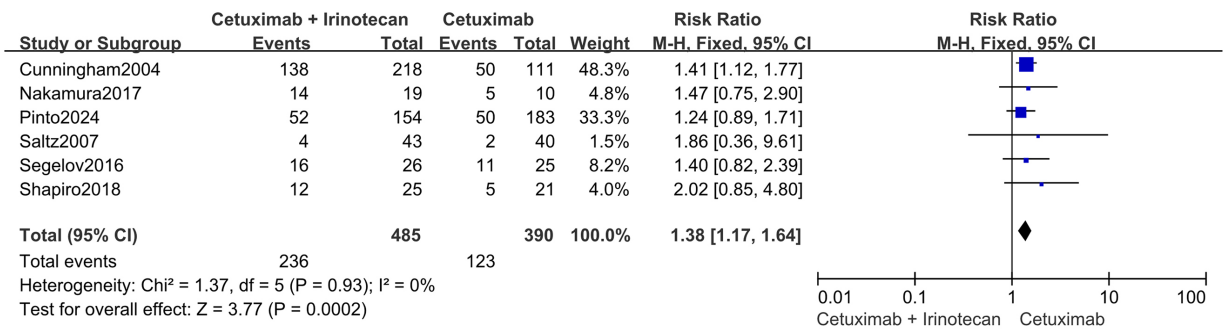 Cetuximab + Irinotecan Cetuximab Risk Ratio Risk Ratio
Study or Subgroup Events Total Events Total Weight M-H, Fixed, 95% CI M-H, Fixed, 95% CI
Cunningham2004 138 218 50 111 48.3% 1.41 [1.12, 1.77]
Nakamura2017 14 19 5 10 4.8% 1.47 [0.75, 2.90]
Pinto2024 52 154 50 183 33.3% 1.24 [0.89, 1.71]
Saltz2007 4 43 2 40 1.5% 1.86 [0.36, 9.61]
Segelov2016 16 26 11 25 8.2% 1.40 [0.82, 2.39]
Shapiro2018 12 25 5 21 4.0% 2.02 [0.85, 4.80]
Total (95% CI) 485 390 100.0% 1.38 [1.17, 1.64]
Total events 236 123
Heterogeneity: Chi² = 1.37, df = 5 (P = 0.93); I² = 0%
Test for overall effect: Z = 3.77 (P = 0.0002)
0.01 0.1 1 10 100
Cetuximab + Irinotecan Cetuximab